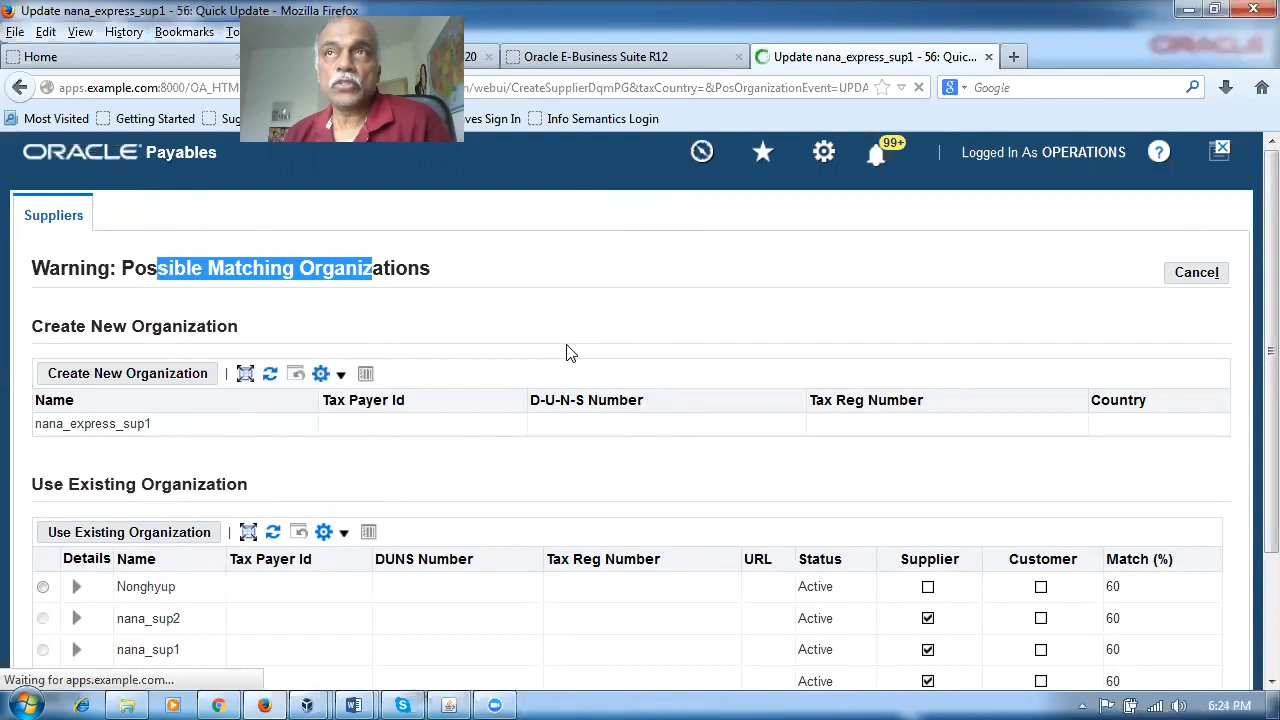 Update nana_express_sup1 - 56: Quick Update - Mozilla Firefox
File Edit View History Bookmarks
Home 20 Oracle E-Business Suite R12 Update nana_express_sup1 - 56: Quic...
apps.example.com:8000/OA_HTM webui/CreateSupplierDqmPG&taxCountry=&PosOrganizationEvent=UPDA Google
Most Visited Getting Started ves Sign In Info Semantics Login
ORACLE Payables 99+ Logged In As OPERATIONS ?
Suppliers
Warning: Possible Matching Organizations
Cancel
Create New Organization
Create New Organization
Name Tax Payer Id D-U-N-S Number Tax Reg Number Country
nana_express_sup1
Use Existing Organization
Use Existing Organization
Details Name Tax Payer Id DUNS Number Tax Reg Number URL Status Supplier Customer Match (%)
Nonghyup Active 60
nana_sup2 Active 60
nana_sup1 Active 60
Active 60
Waiting for apps.example.com...
6:24 PM